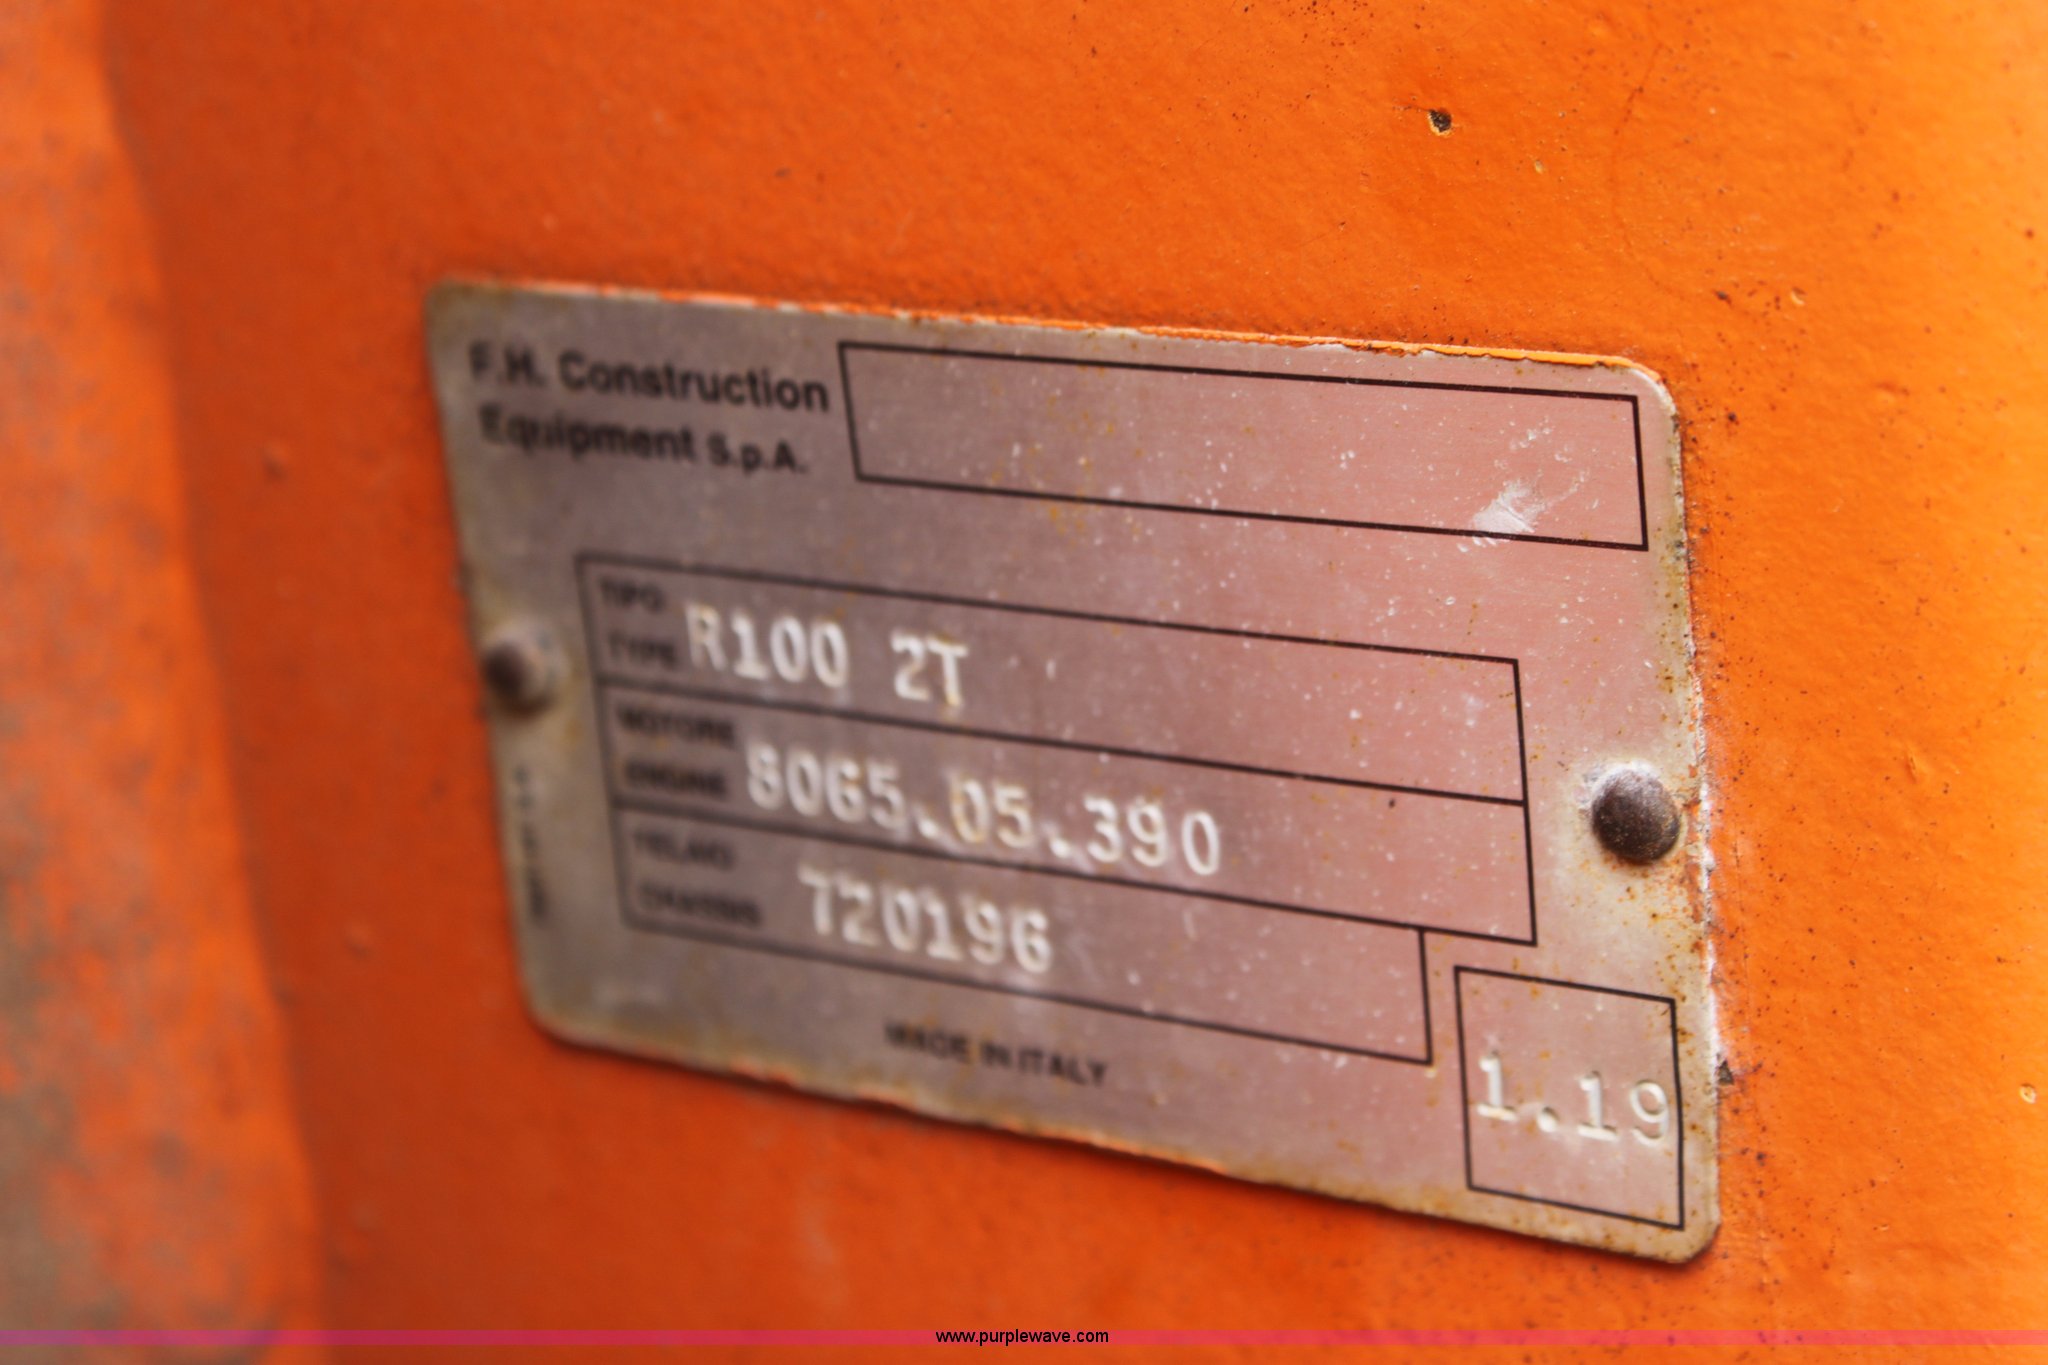 F.H. Construction
Equipment S.p.A.
TIPO
TYPE R100 2T
MOTORE
ENGINE 8065.05.390
TELAIO
CHASSIS 720196
MADE IN ITALY
1.19
www.purplewave.com